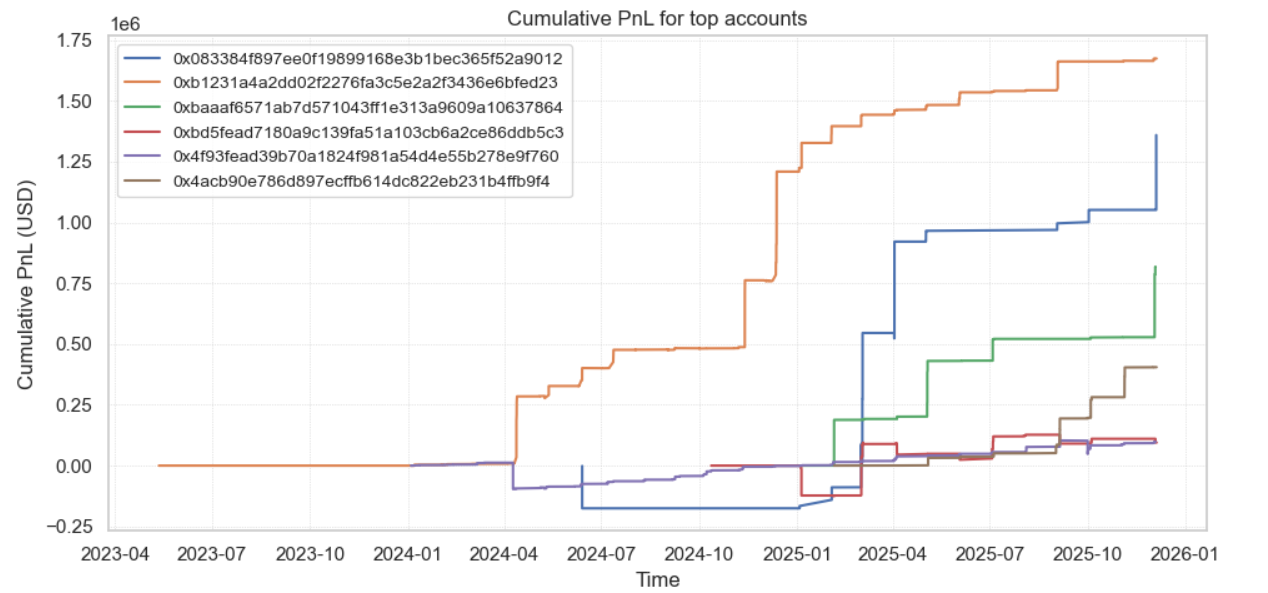 Cumulative PnL for top accounts
1e6
1.75
1.50
1.25
1.00
0.75
0.50
0.25
0.00
−0.25
Cumulative PnL (USD)
0x083384f897ee0f19899168e3b1bec365f52a9012
0xb1231a4a2dd02f2276fa3c5e2a2f3436e6bfed23
0xbaaaf6571ab7d571043ff1e313a9609a10637864
0xbd5fead7180a9c139fa51a103cb6a2ce86ddb5c3
0x4f93fead39b70a1824f981a54d4e55b278e9f760
0x4acb90e786d897ecffb614dc822eb231b4ffb9f4
2023-04 2023-07 2023-10 2024-01 2024-04 2024-07 2024-10 2025-01 2025-04 2025-07 2025-10 2026-01
Time